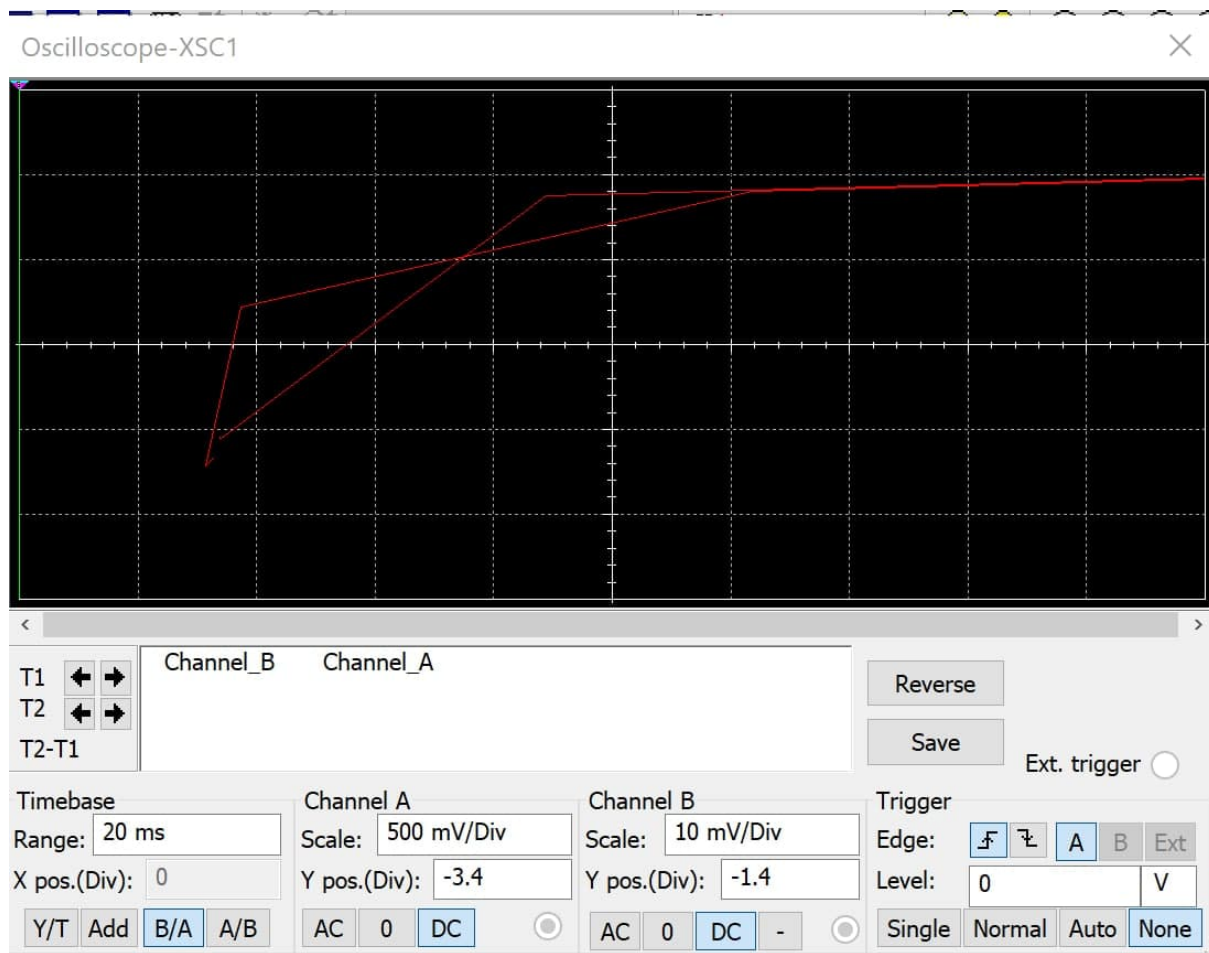 Oscilloscope-XSC1
Channel_B Channel_A
T1
T2
T2-T1
Reverse
Save
Ext. trigger
Timebase
Range: 20 ms
X pos.(Div): 0
Y/T Add B/A A/B
Channel A
Scale: 500 mV/Div
Y pos.(Div): -3.4
AC 0 DC
Channel B
Scale: 10 mV/Div
Y pos.(Div): -1.4
AC 0 DC -
Trigger
Edge: A B Ext
Level: 0 V
Single Normal Auto None